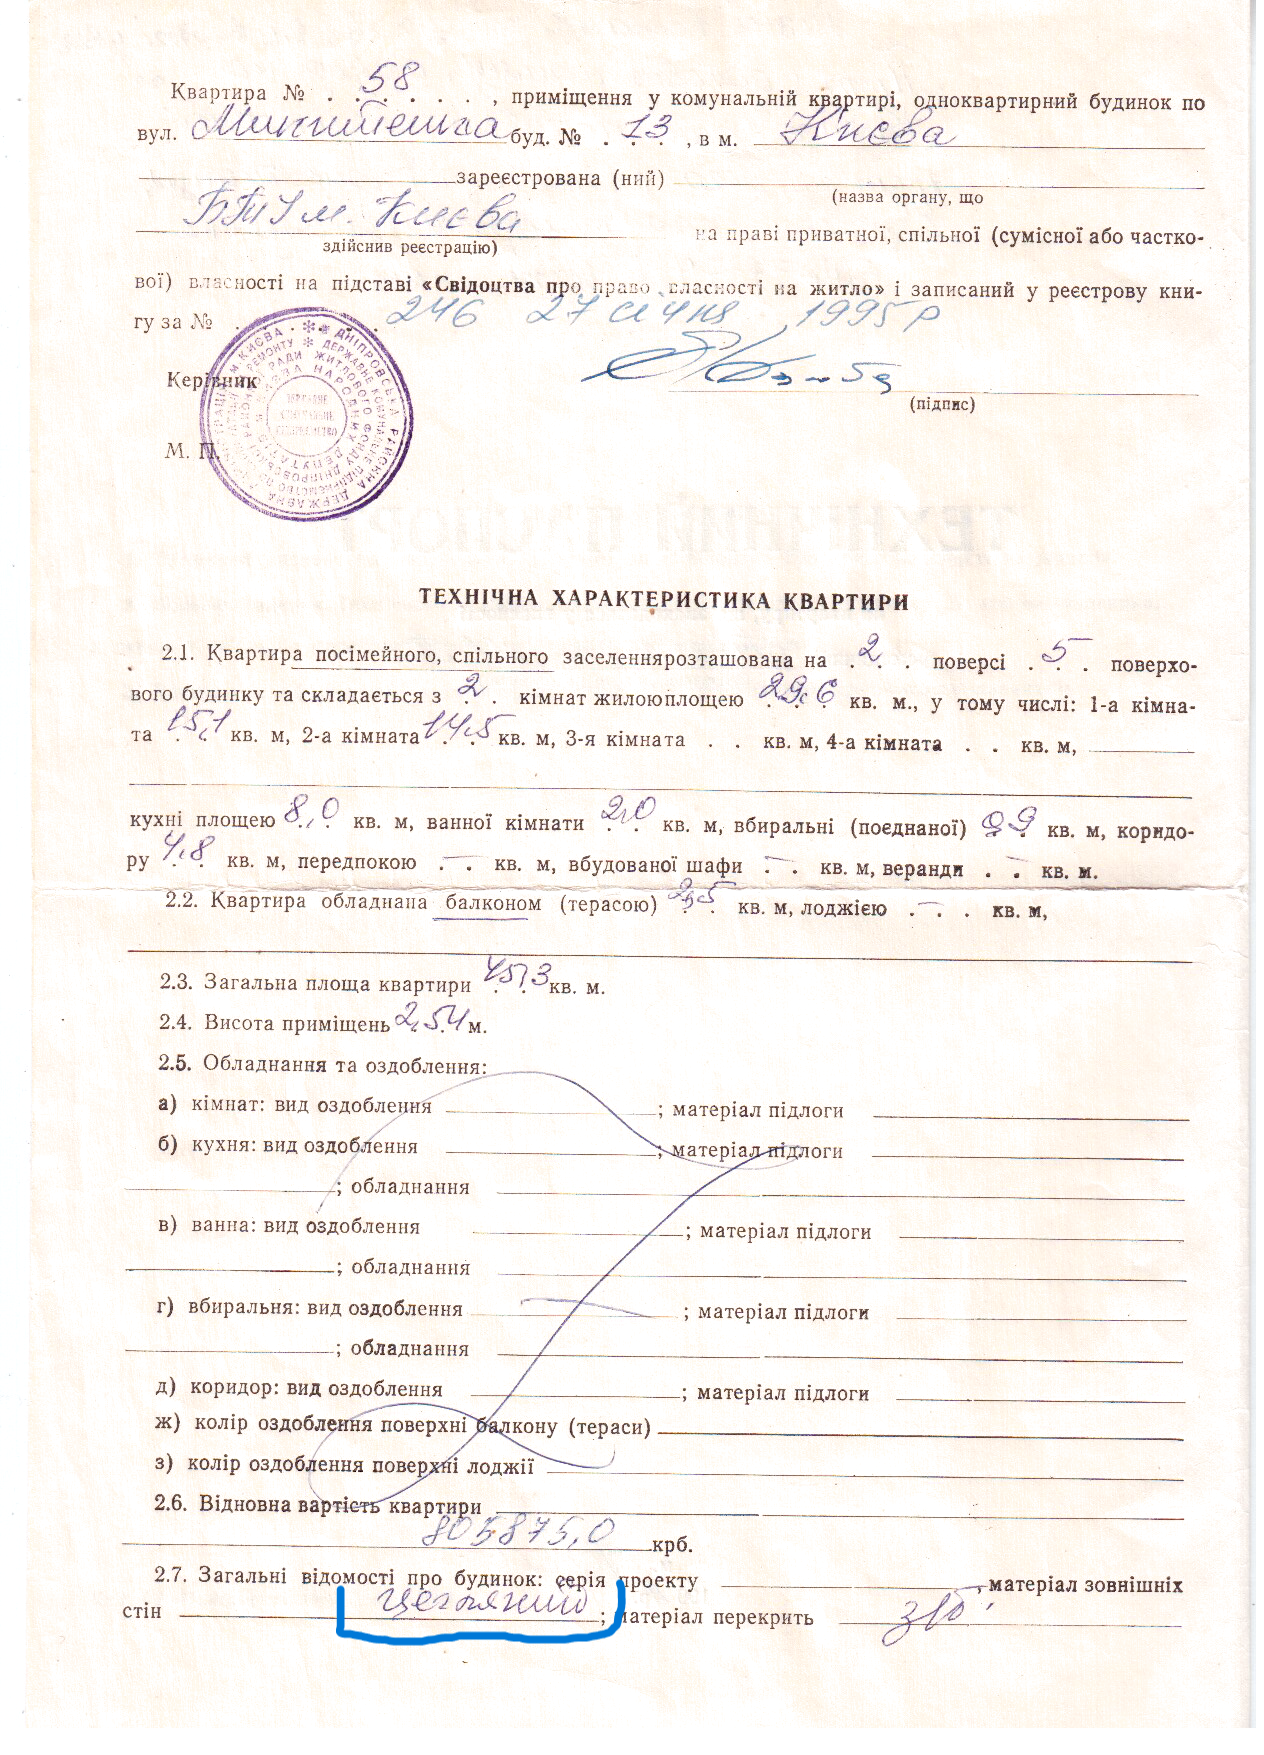 Квартира № . 58 . . . . , приміщення у комунальній квартирі, одноквартирний будинок по
вул. буд. № . 13 . , в м. Києва
зареєстрована (ний)
(назва органу, що
БТІ м. Києва на праві приватної, спільної (сумісної або частко-
здійснив реєстрацію)
вої) власності на підставі «Свідоцтва про право власності на житло» і записаний у реєстрову кни-
гу за № . 246 27 січня 1995 р
Керівник
(підпис)
М. П.
ТЕХНІЧНА ХАРАКТЕРИСТИКА КВАРТИРИ
2.1. Квартира посімейного, спільного заселеннярозташована на . 2 . . поверсі . 5 . . поверхо-
вого будинку та складається з 2 . кімнат жилоюплощею 29,6 кв. м., у тому числі: 1-а кімна-
та 15,1 кв. м, 2-а кімната 14,5 кв. м, 3-я кімната . . кв. м, 4-а кімната . . кв. м,
кухні площею 8,0 кв. м, ванної кімнати 2,0 кв. м, вбиральні (поєднаної) 0,9 кв. м, коридо-
ру 4,8 кв. м, передпокою . — . кв. м, вбудованої шафи . — . кв. м, веранди . — . кв. м.
2.2. Квартира обладнана балконом (терасою) 2,5 кв. м, лоджією . — . . кв. м,
2.3. Загальна площа квартири 45,3 кв. м.
2.4. Висота приміщень 2,54 м.
2.5. Обладнання та оздоблення:
а) кімнат: вид оздоблення ; матеріал підлоги
б) кухня: вид оздоблення ; матеріал підлоги
; обладнання
в) ванна: вид оздоблення ; матеріал підлоги
; обладнання
г) вбиральня: вид оздоблення ; матеріал підлоги
; обладнання
д) коридор: вид оздоблення ; матеріал підлоги
ж) колір оздоблення поверхні балкону (тераси)
з) колір оздоблення поверхні лоджії
2.6. Відновна вартість квартири
805875,0 крб.
2.7. Загальні відомості про будинок: серія проекту , матеріал зовнішніх
стін цегляний ; матеріал перекрить з/б.